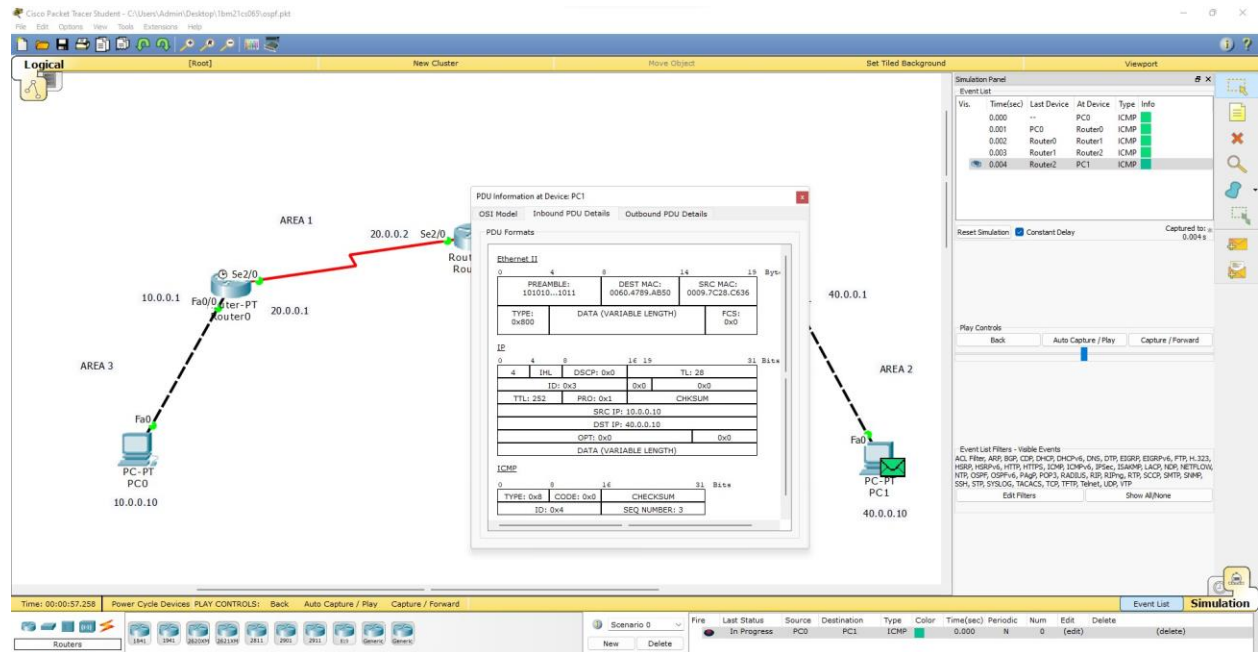 Cisco Packet Tracer Student - C:\Users\Admin\Desktop\1bm21cs065\ospf.pkt
File Edit Options View Tools Extensions Help
Logical [Root] New Cluster Move Object Set Tiled Background Viewport
Simulation Panel
Event List
Vis. Time(sec) Last Device At Device Type Info
0.000 -- PC0 ICMP
0.001 PC0 Router0 ICMP
0.002 Router0 Router1 ICMP
0.003 Router1 Router2 ICMP
0.004 Router2 PC1 ICMP
Reset Simulation Constant Delay Captured to:
0.004 s
Play Controls
Back Auto Capture / Play Capture / Forward
Event List Filters - Visible Events
ACL Filter, ARP, BGP, CDP, DHCP, DHCPv6, DNS, DTP, EIGRP, EIGRPv6, FTP, H.323,
HSRP, HSRPv6, HTTP, HTTPS, ICMP, ICMPv6, IPSec, ISAKMP, LACP, NDP, NETFLOW,
NTP, OSPF, OSPFv6, PAgP, POP3, RADIUS, RIP, RIPng, RTP, SCCP, SMTP, SNMP,
SSH, STP, SYSLOG, TACACS, TCP, TFTP, Telnet, UDP, VTP
Edit Filters Show All/None
AREA 1
20.0.0.2 Se2/0
Rout
Rou
Se2/0
10.0.0.1 Fa0/0 uter-PT
Router0 20.0.0.1
AREA 3
Fa0
PC-PT
PC0
10.0.0.10
40.0.0.1
AREA 2
Fa0
PC-PT
PC1
40.0.0.10
PDU Information at Device: PC1
OSI Model Inbound PDU Details Outbound PDU Details
PDU Formats
Ethernet II
0 4 8 14 19 Byt
PREAMBLE: DEST MAC: SRC MAC:
101010...1011 0060.4789.AB50 0009.7C28.C636
TYPE: DATA (VARIABLE LENGTH) FCS:
0x800 0x0
IP
0 4 8 16 19 31 Bits
4 IHL DSCP: 0x0 TL: 28
ID: 0x3 0x0 0x0
TTL: 252 PRO: 0x1 CHKSUM
SRC IP: 10.0.0.10
DST IP: 40.0.0.10
OPT: 0x0 0x0
DATA (VARIABLE LENGTH)
ICMP
0 8 16 31 Bits
TYPE: 0x8 CODE: 0x0 CHECKSUM
ID: 0x4 SEQ NUMBER: 3
Time: 00:00:57.258 Power Cycle Devices PLAY CONTROLS: Back Auto Capture / Play Capture / Forward
Event List Simulation
Routers
1841 1941 2620XM 2621XM 2811 2901 2911 Generic Generic
Scenario 0
New Delete
Fire Last Status Source Destination Type Color Time(sec) Periodic Num Edit Delete
In Progress PC0 PC1 ICMP 0.000 N 0 (edit) (delete)